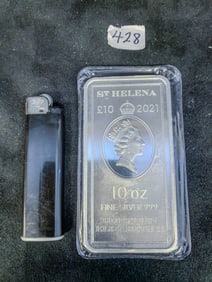 428
ST HELENA
£10
2021
10 oz
FINE SILVER 999